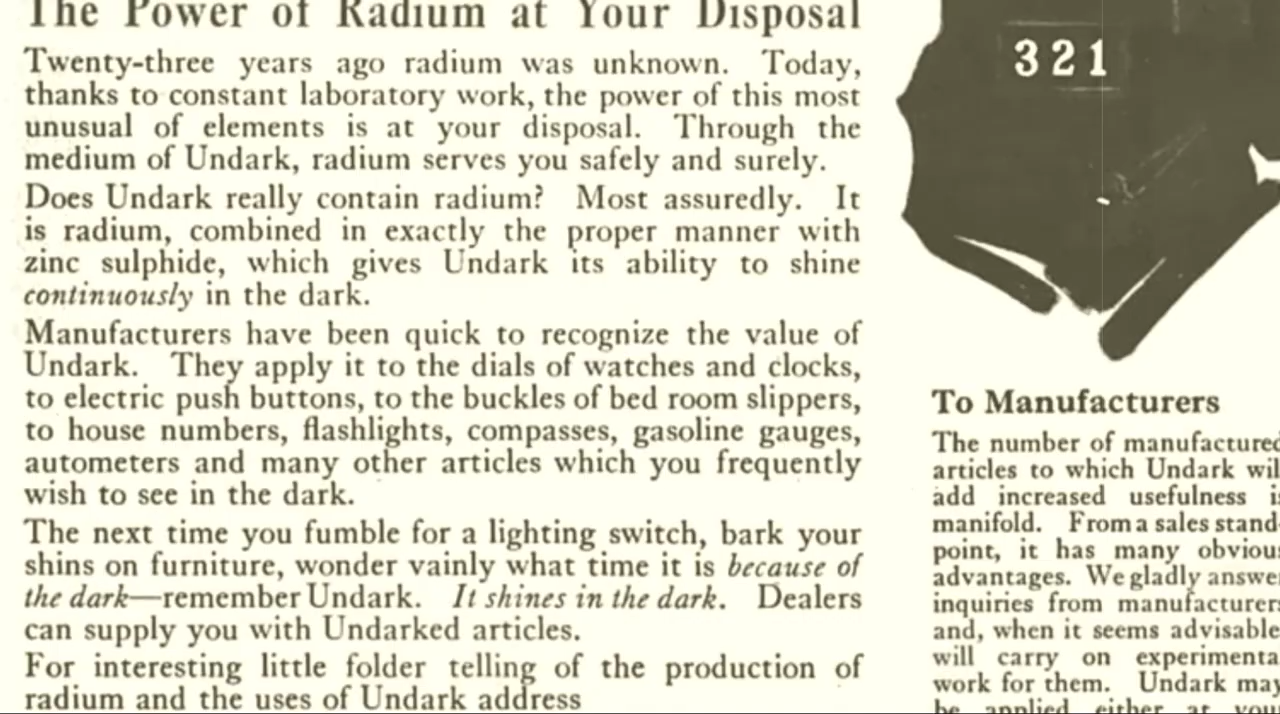 The Power of Radium at Your Disposal
Twenty-three years ago radium was unknown. Today,
thanks to constant laboratory work, the power of this most
unusual of elements is at your disposal. Through the
medium of Undark, radium serves you safely and surely.
Does Undark really contain radium? Most assuredly. It
is radium, combined in exactly the proper manner with
zinc sulphide, which gives Undark its ability to shine
continuously in the dark.
Manufacturers have been quick to recognize the value of
Undark. They apply it to the dials of watches and clocks,
to electric push buttons, to the buckles of bed room slippers,
to house numbers, flashlights, compasses, gasoline gauges,
autometers and many other articles which you frequently
wish to see in the dark.
The next time you fumble for a lighting switch, bark your
shins on furniture, wonder vainly what time it is because of
the dark—remember Undark. It shines in the dark. Dealers
can supply you with Undarked articles.
For interesting little folder telling of the production of
radium and the uses of Undark address
321
To Manufacturers
The number of manufactured
articles to which Undark wil
add increased usefulness is
manifold. From a sales stand-
point, it has many obvious
advantages. We gladly answer
inquiries from manufacturers
and, when it seems advisable
will carry on experimenta
work for them. Undark may
be applied either at your